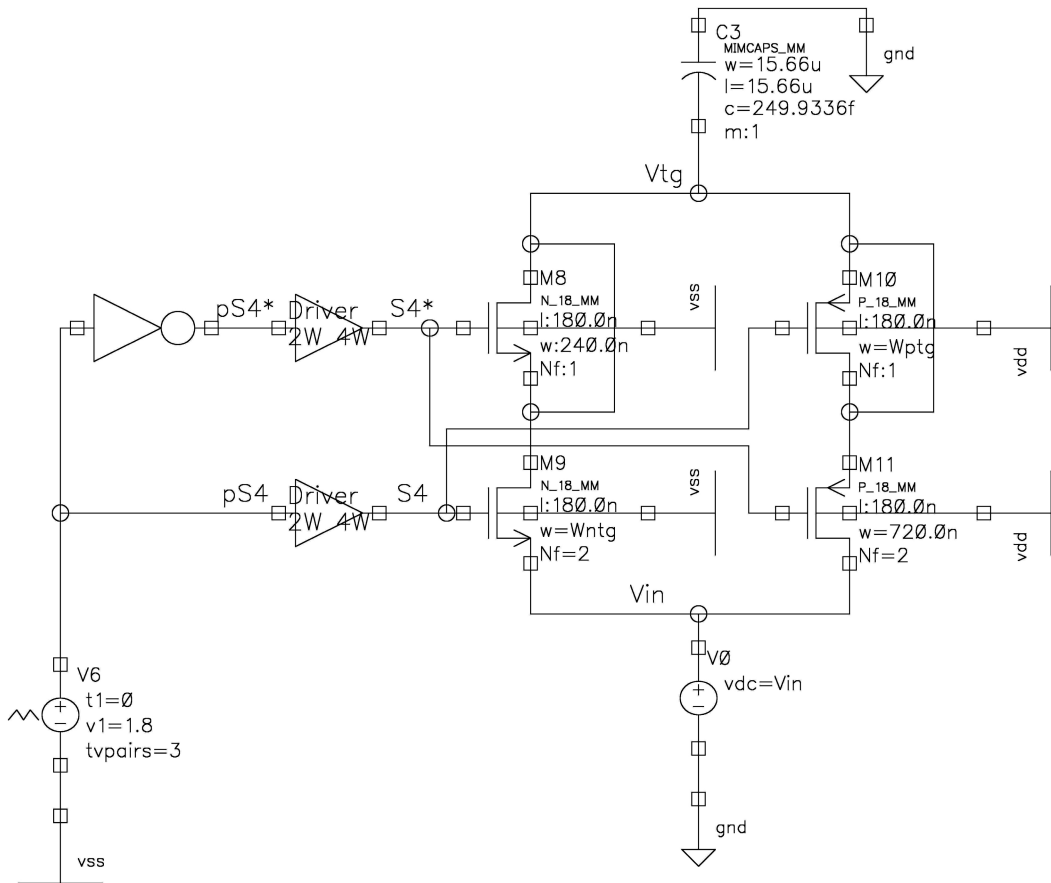 C3
MIMCAPS_MM
w=15.66u
l=15.66u
c=249.9336f
m:1
gnd
Vtg
M8
N_18_MM
l:180.0n
w:240.0n
Nf:1
vss
M10
P_18_MM
l:180.0n
w=Wptg
Nf:1
vdd
pS4*
Driver
2W 4W
S4*
pS4
Driver
2W 4W
S4
M9
N_18_MM
l:180.0n
w=Wntg
Nf=2
vss
M11
P_18_MM
l:180.0n
w=720.0n
Nf=2
vdd
Vin
V0
vdc=Vin
gnd
V6
t1=0
v1=1.8
tvpairs=3
vss